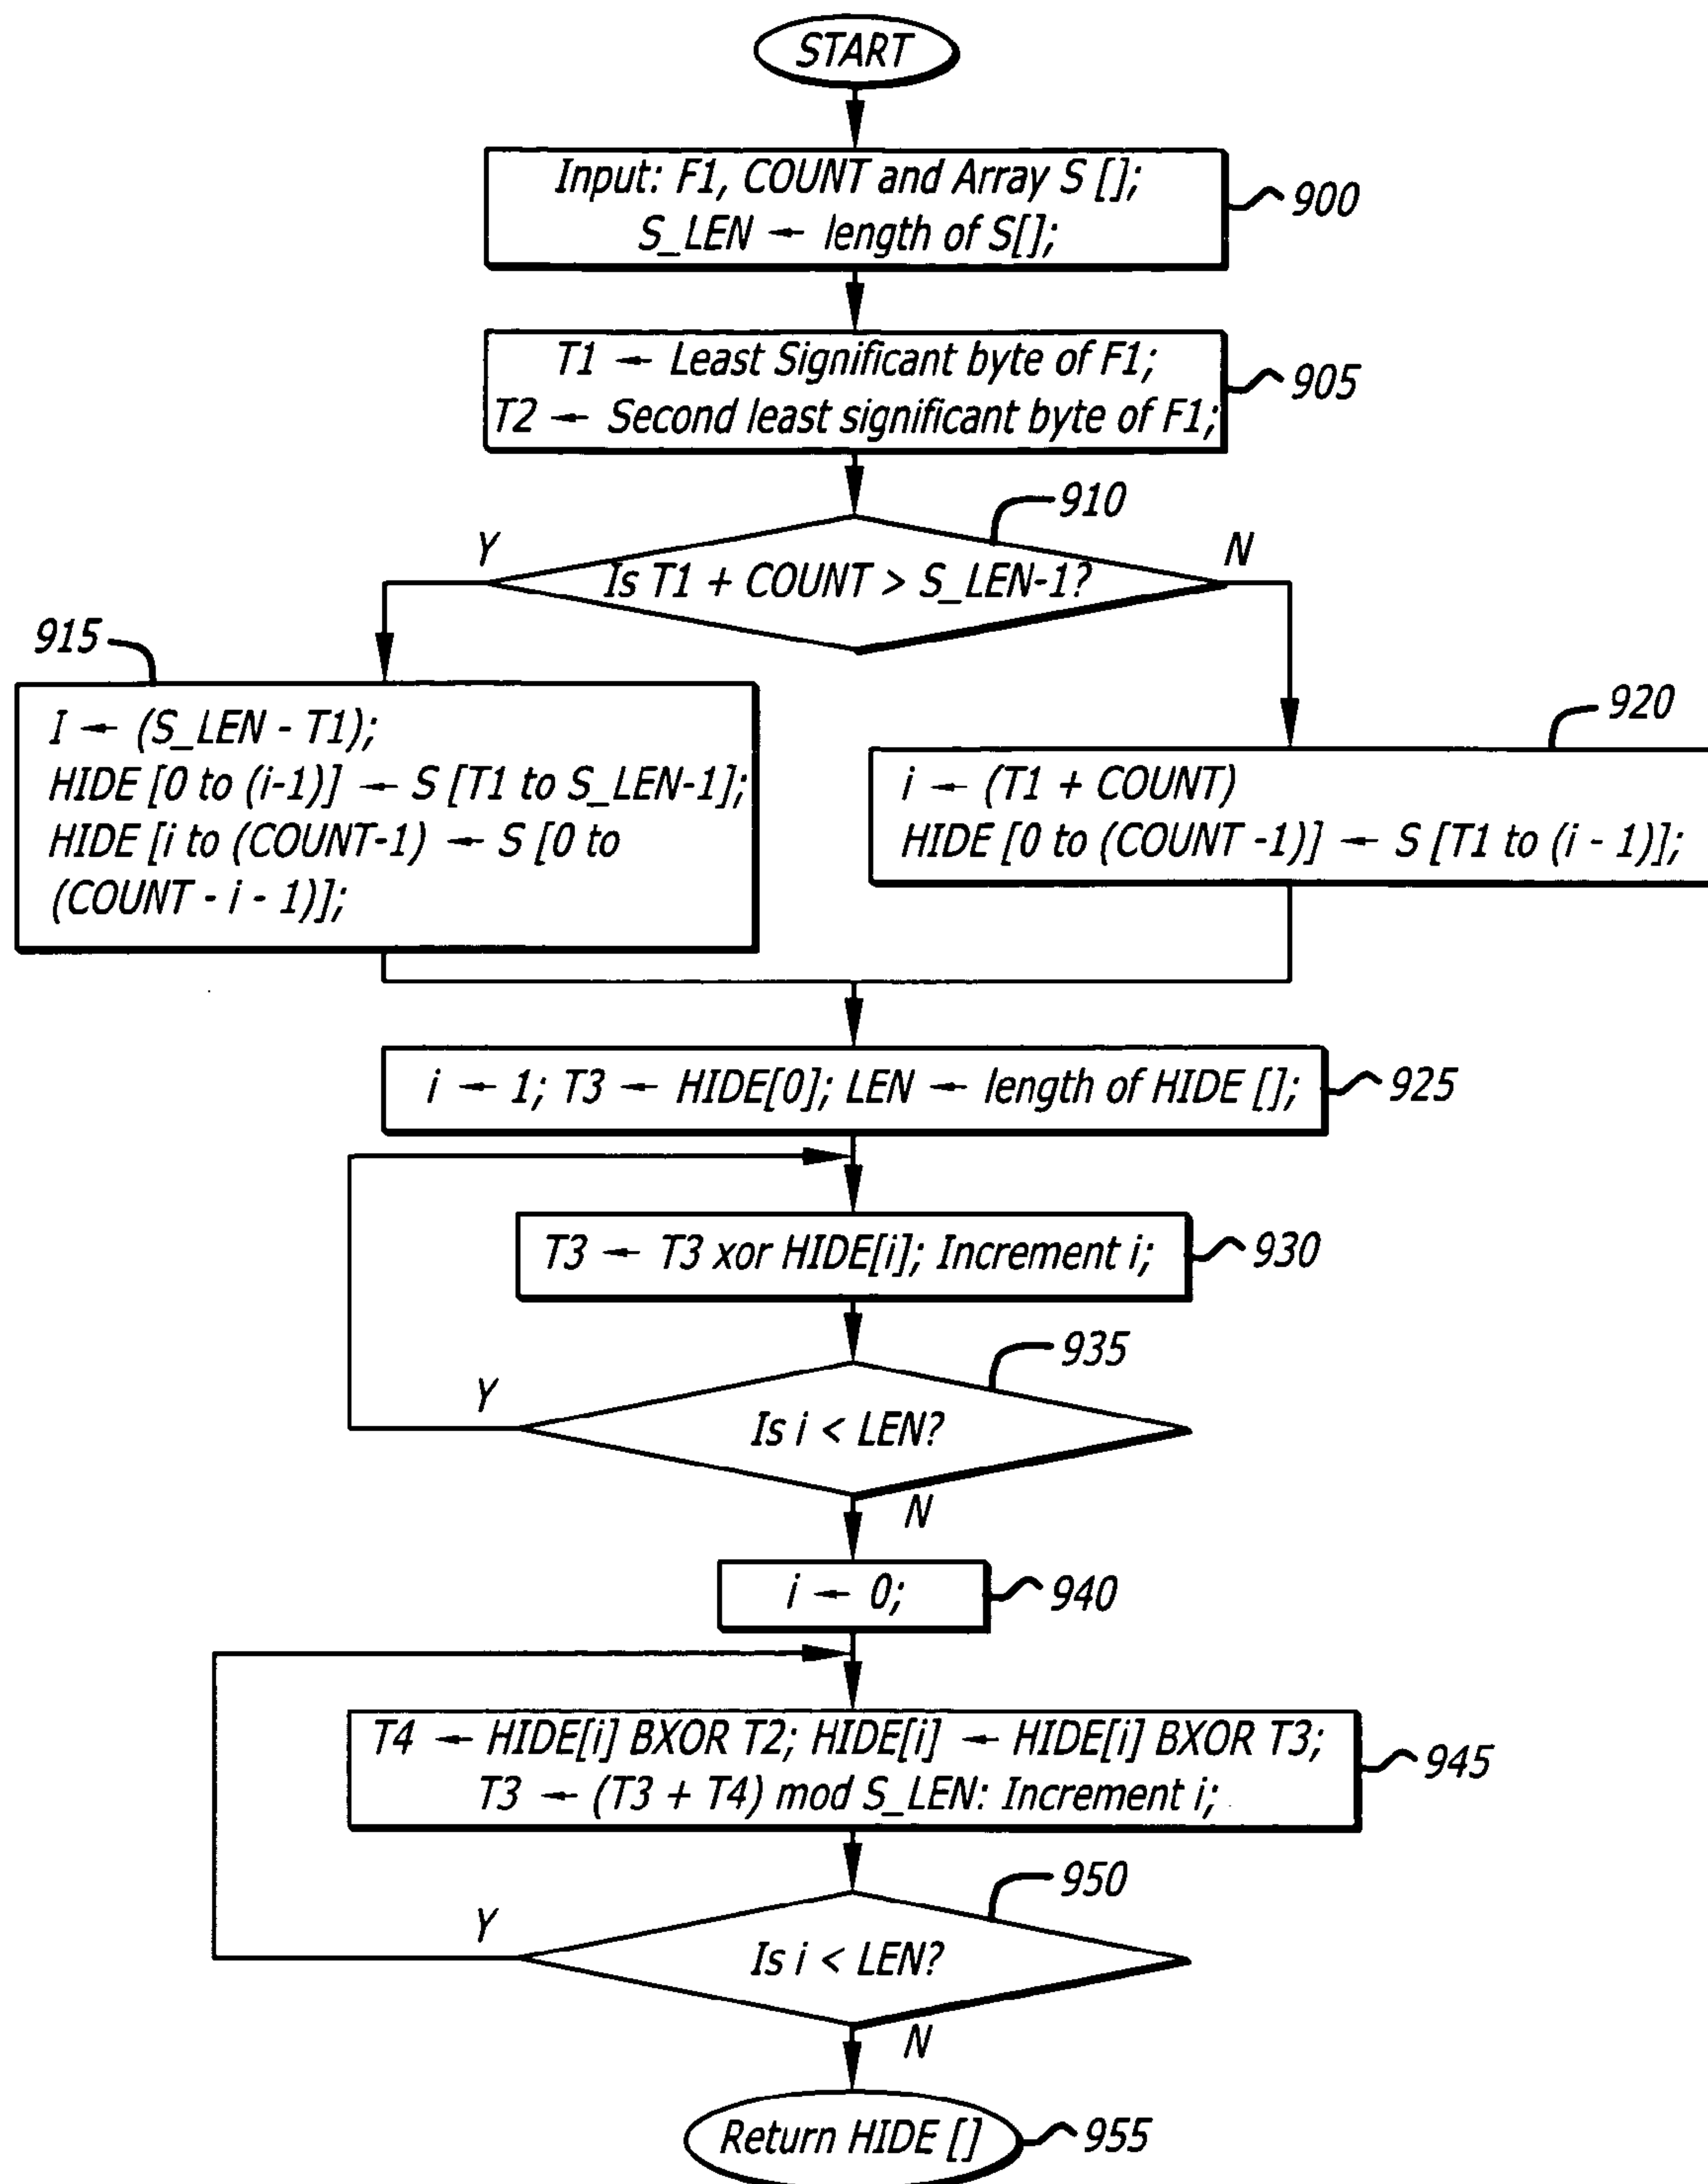 START
Input: F1, COUNT and Array S [];
S_LEN ← length of S[];
900
T1 ← Least Significant byte of F1;
T2 ← Second least significant byte of F1;
905
910
Y
N
Is T1 + COUNT > S_LEN-1?
915
I ← (S_LEN - T1);
HIDE [0 to (i-1)] ← S [T1 to S_LEN-1];
HIDE [i to (COUNT-1) ← S [0 to
(COUNT - i - 1)];
920
i ← (T1 + COUNT)
HIDE [0 to (COUNT -1)] ← S [T1 to (i - 1)];
i ← 1; T3 ← HIDE[0]; LEN ← length of HIDE [];
925
T3 ← T3 xor HIDE[i]; Increment i;
930
935
Y
Is i < LEN?
N
i ← 0;
940
T4 ← HIDE[i] BXOR T2; HIDE[i] ← HIDE[i] BXOR T3;
T3 ← (T3 + T4) mod S_LEN: Increment i;
945
950
Y
Is i < LEN?
N
Return HIDE []
955